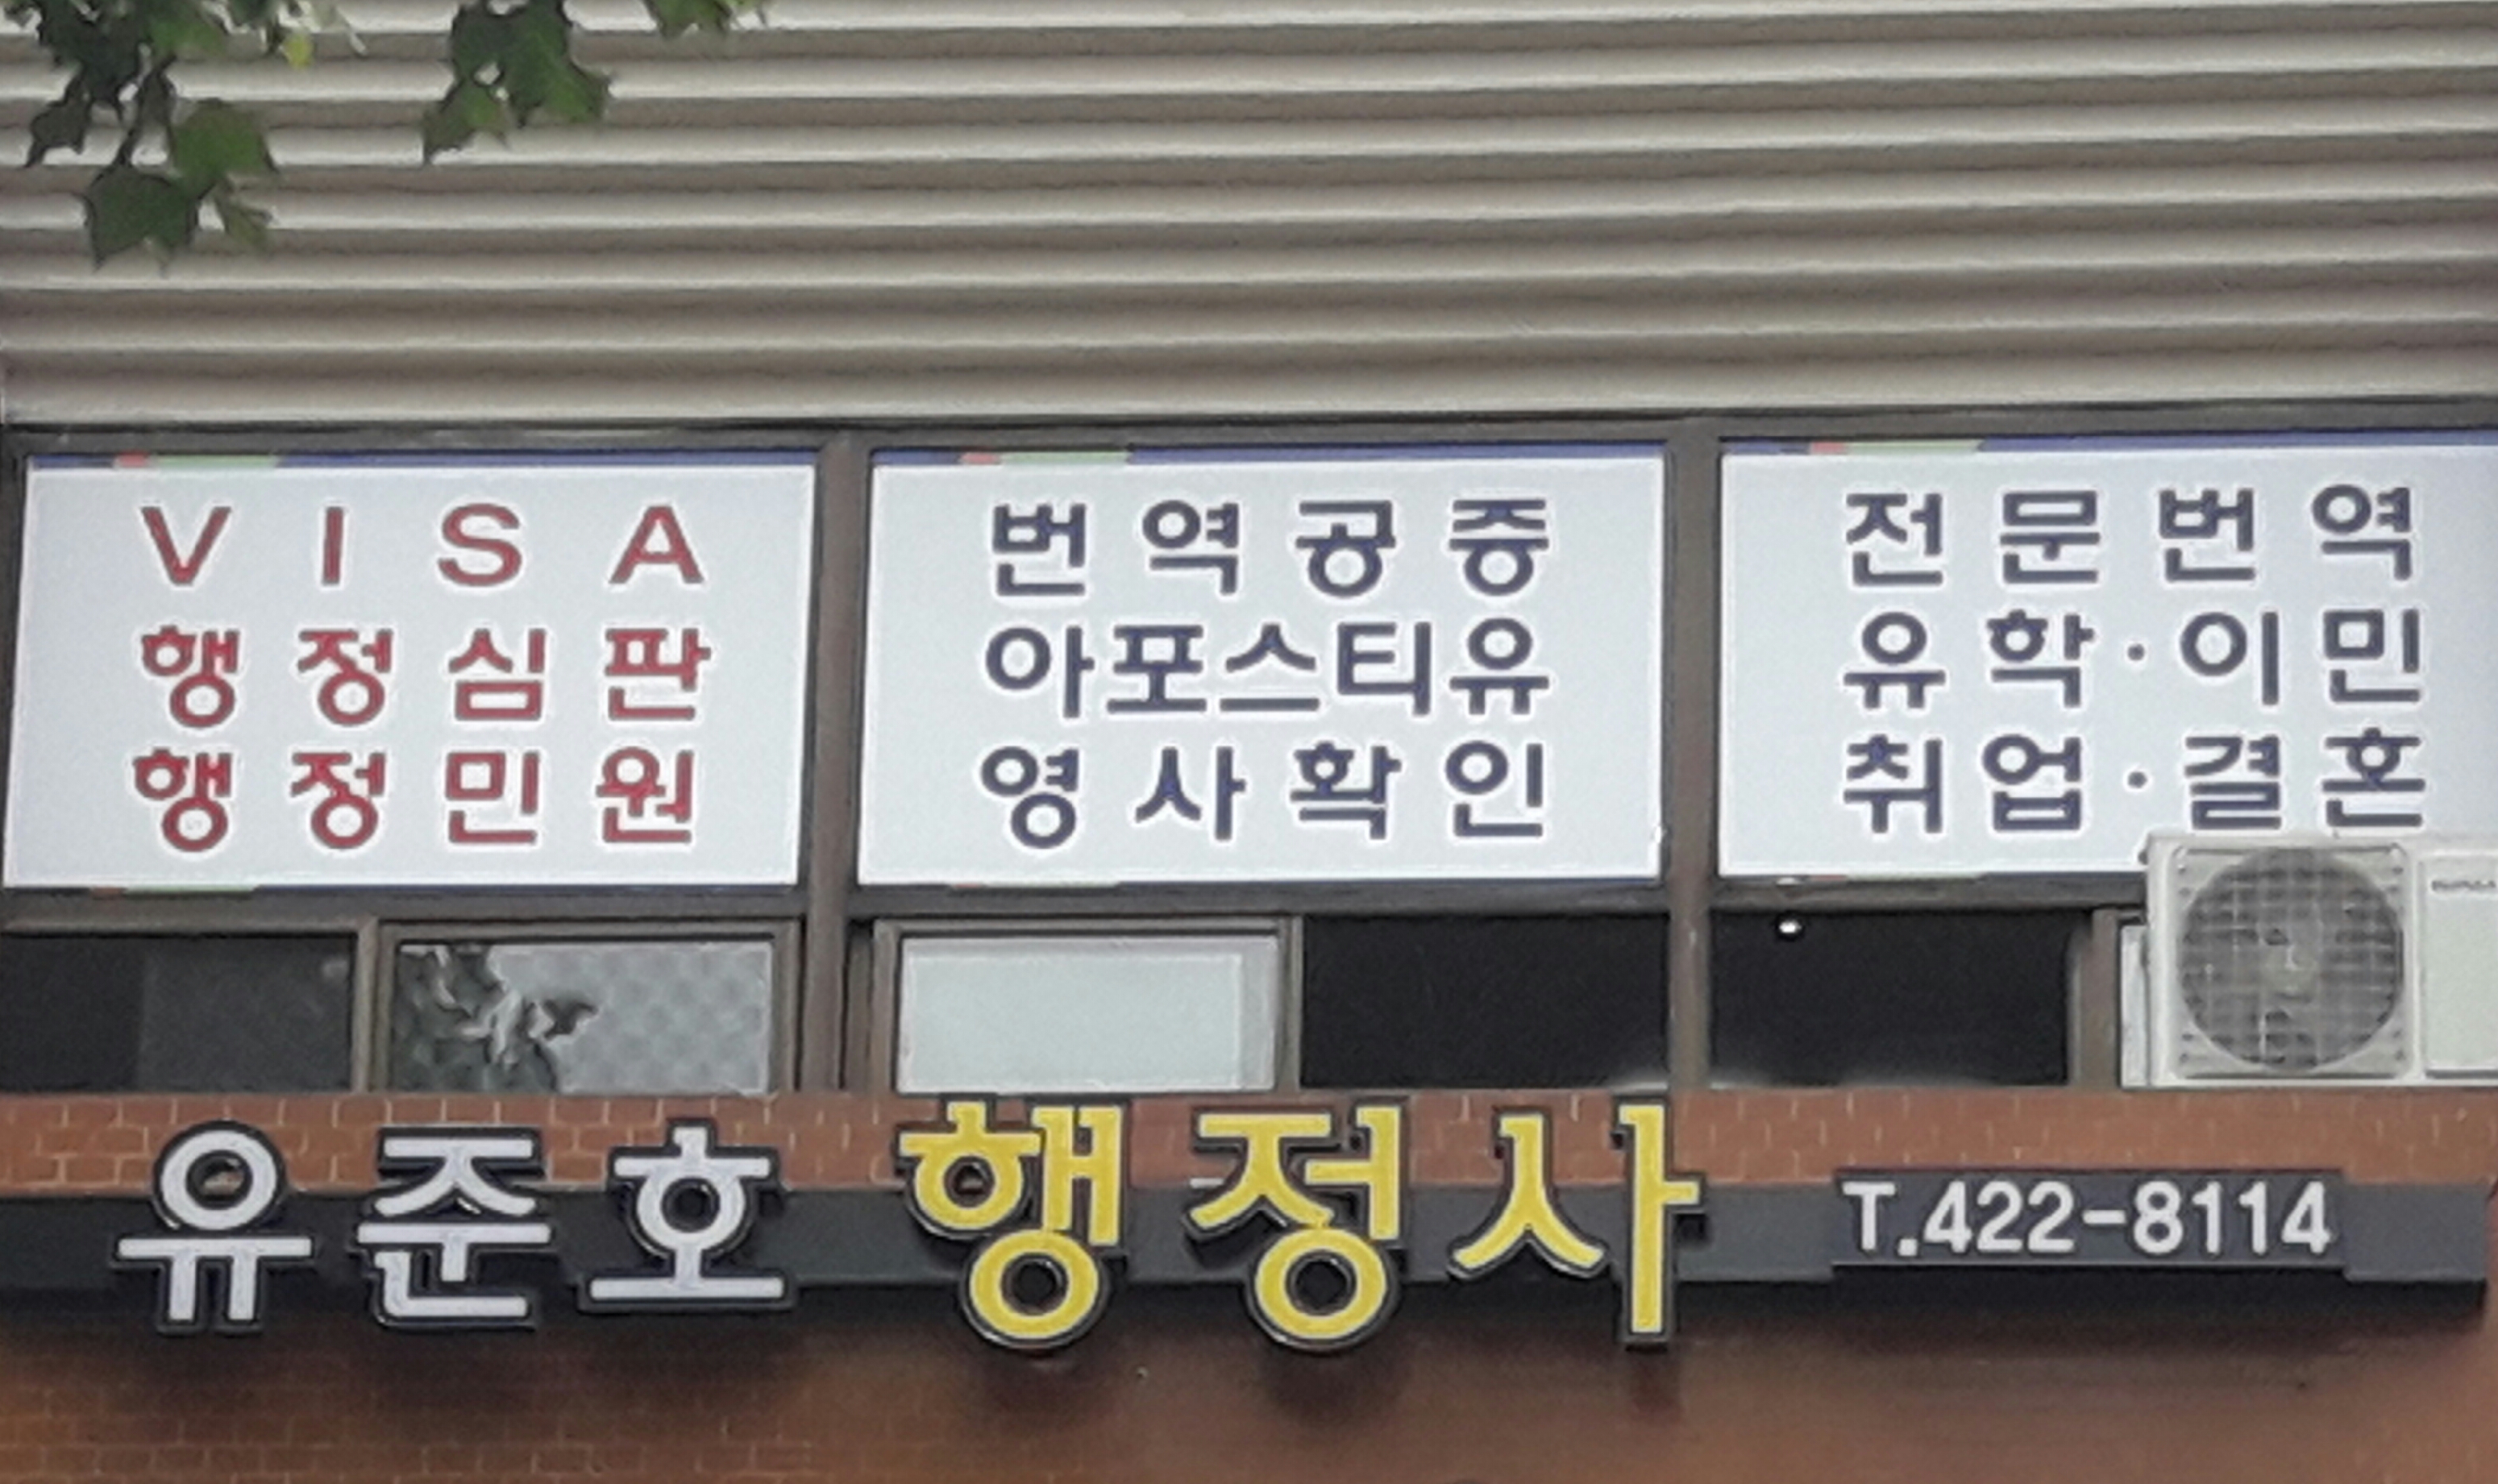 VISA
행정심판
행정민원
번역공증
아포스티유
영사확인
전문번역
유학·이민
취업·결혼
유준호 행정사 T.422-8114